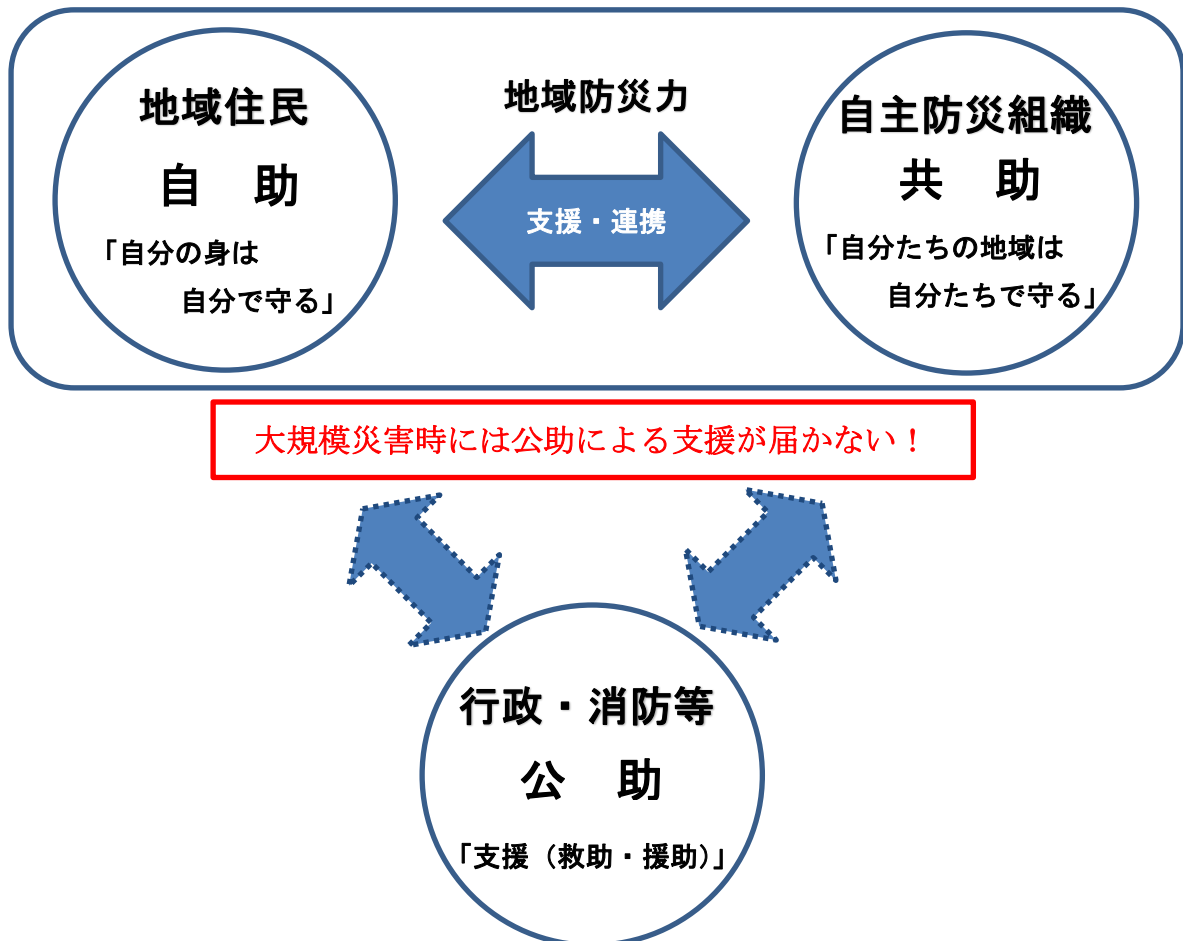 地域住民
自　助
「自分の身は
自分で守る」
地域防災力
支援・連携
自主防災組織
共　助
「自分たちの地域は
自分たちで守る」
大規模災害時には公助による支援が届かない！
行政・消防等
公　助
「支援（救助・援助）」